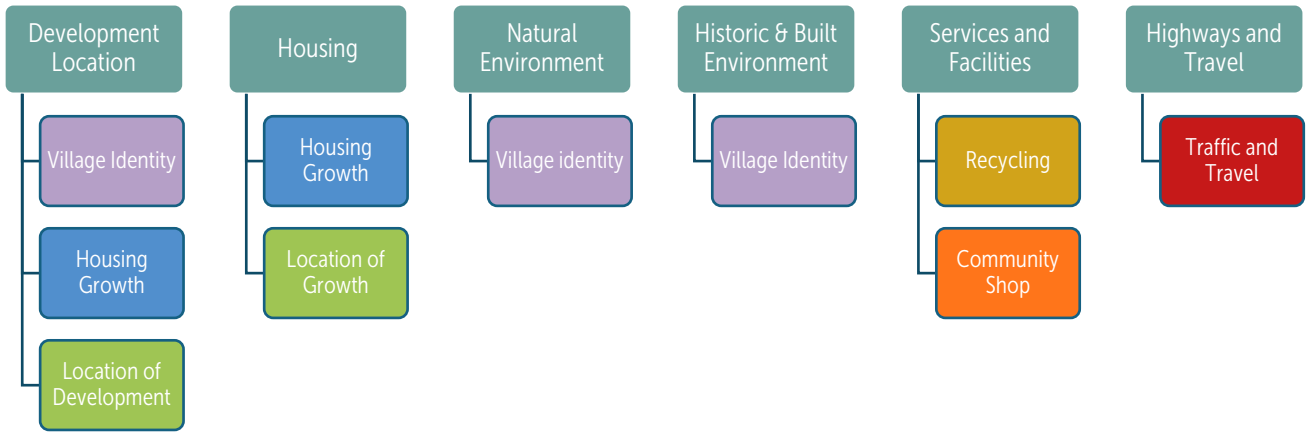 Development
Location
Village Identity
Housing
Growth
Location of
Development
Housing
Housing
Growth
Location of
Growth
Natural
Environment
Village identity
Historic & Built
Environment
Village Identity
Services and
Facilities
Recycling
Community
Shop
Highways and
Travel
Traffic and
Travel